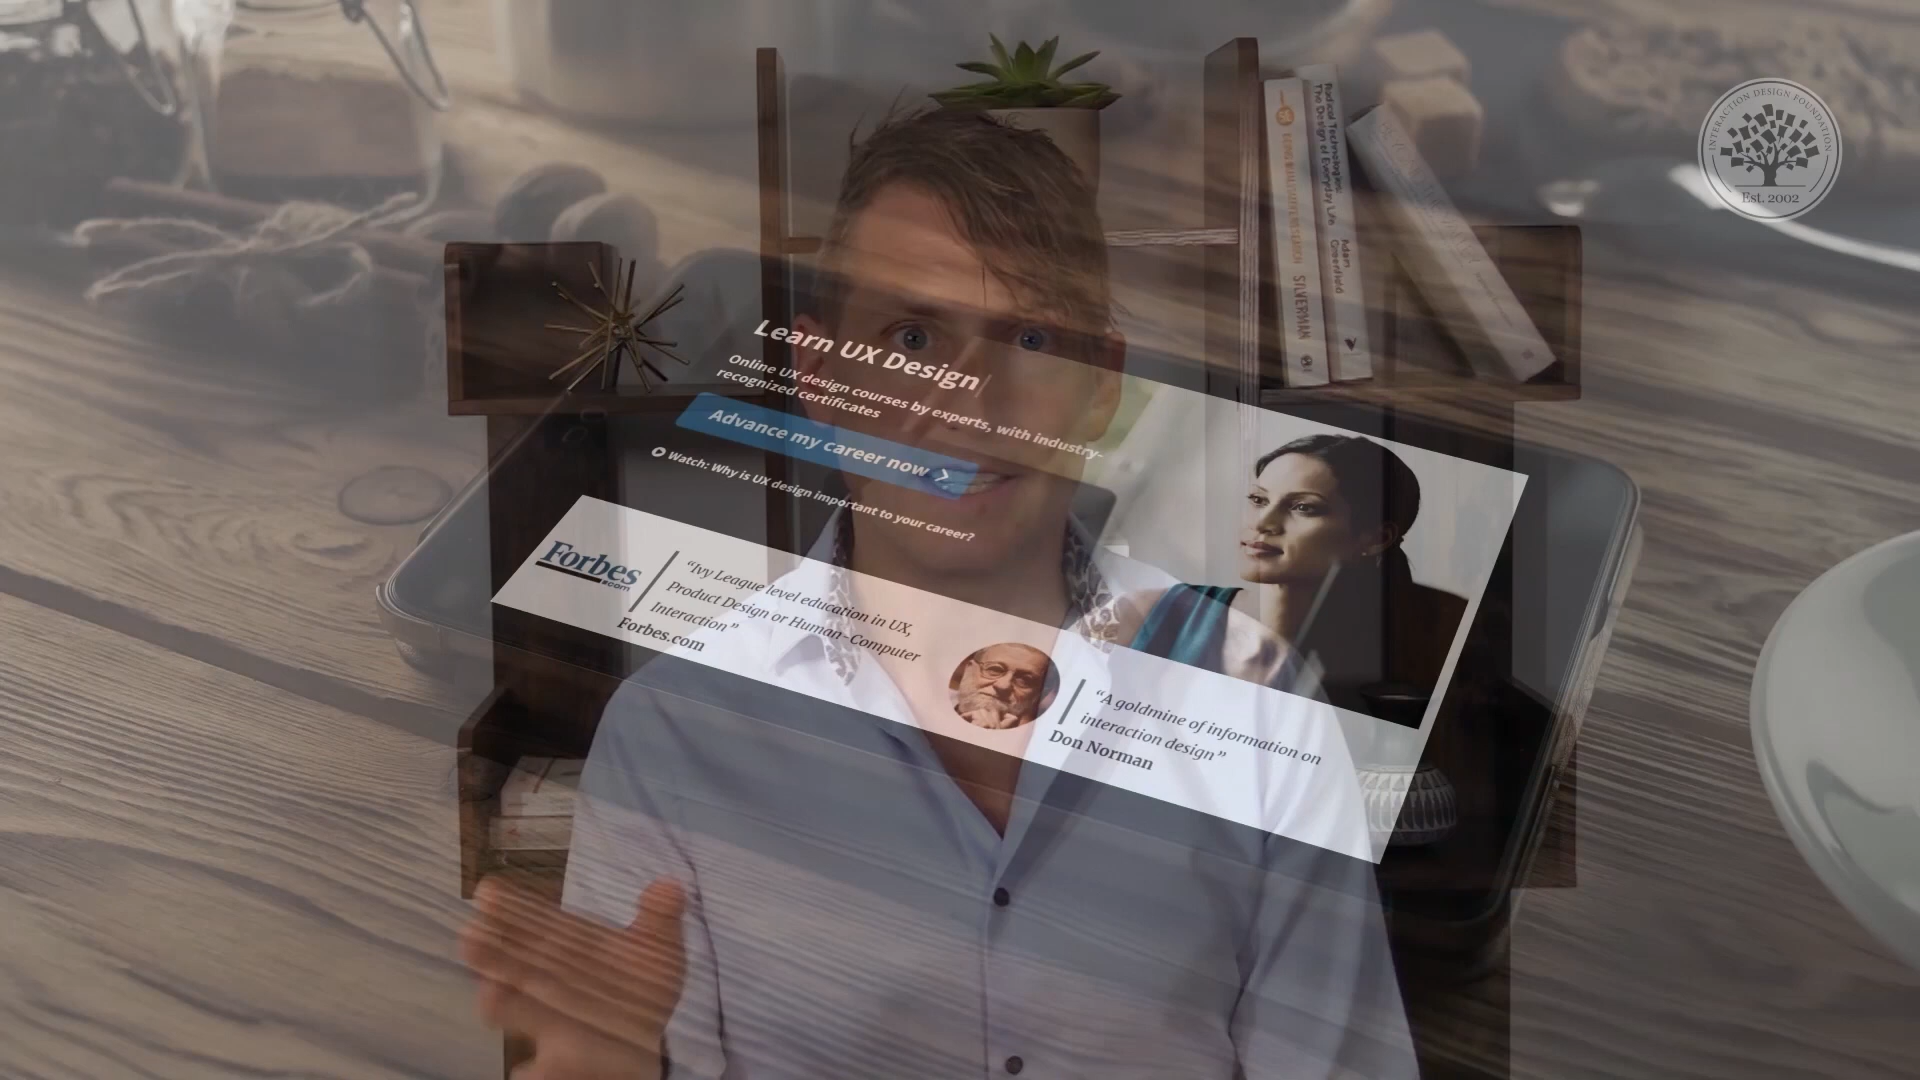 INTERACTION DESIGN FOUNDATION
Est. 2002
Radical Technologies:
The Design of Everyday Life
Adam
Greenfield
SILVERMAN
Learn UX Design
Online UX design courses by experts, with industry-
recognized certificates
Advance my career now >
Watch: Why is UX design important to your career?
Forbes
.com
“Ivy League level education in UX,
Product Design or Human-Computer
Interaction”
Forbes.com
“A goldmine of information on
interaction design”
Don Norman